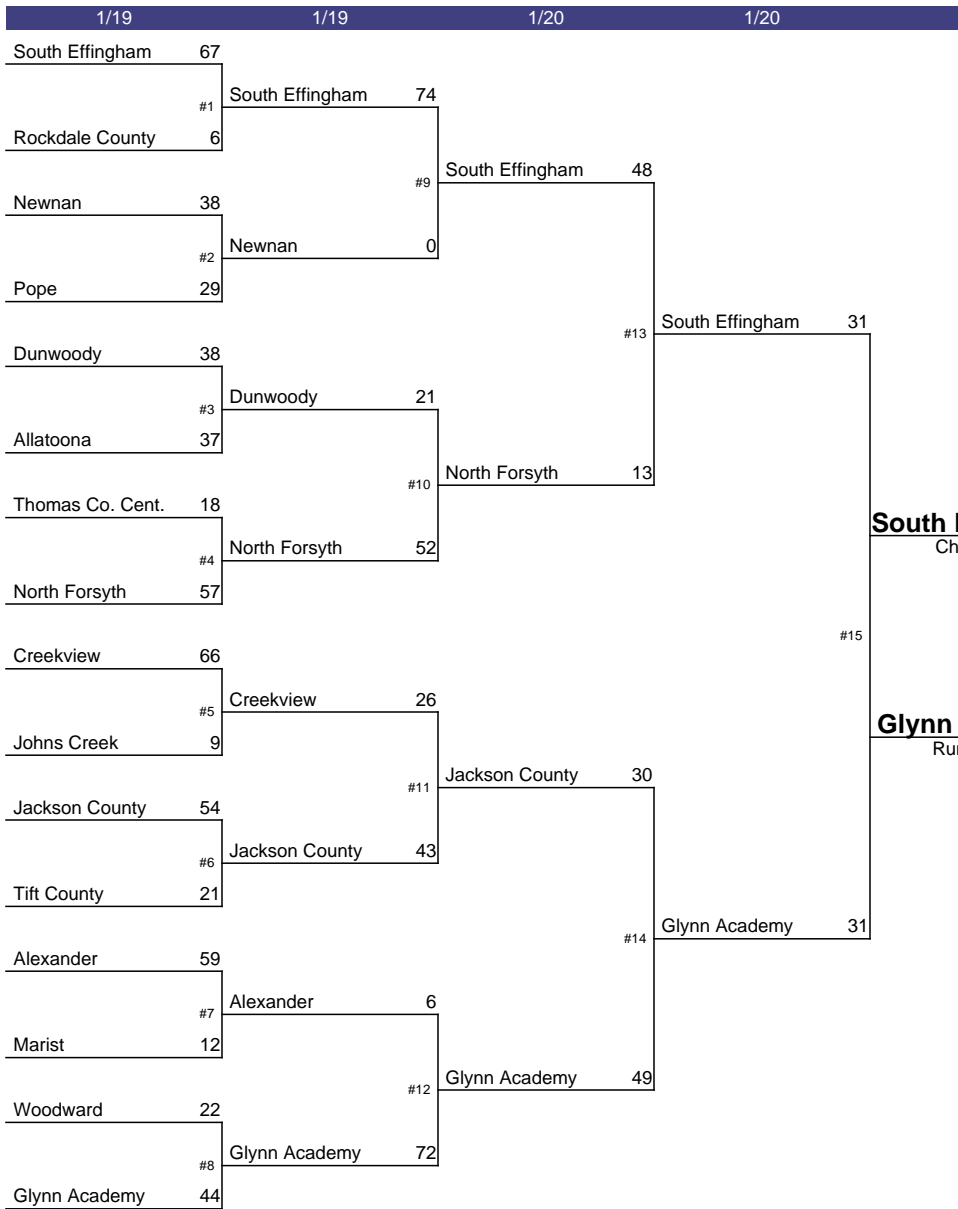 1/19 1/19 1/20 1/20
South Effingham 67
South Effingham 74
#1
Rockdale County 6
South Effingham 48
#9
Newnan 38
Newnan 0
#2
Pope 29
South Effingham 31
#13
Dunwoody 38
Dunwoody 21
#3
Allatoona 37
North Forsyth 13
#10
Thomas Co. Cent. 18
South
Ch
North Forsyth 52
#4
North Forsyth 57
#15
Creekview 66
Creekview 26
#5
Johns Creek 9
Glynn
Run
Jackson County 30
#11
Jackson County 54
Jackson County 43
#6
Tift County 21
Glynn Academy 31
#14
Alexander 59
Alexander 6
#7
Marist 12
Glynn Academy 49
#12
Woodward 22
Glynn Academy 72
#8
Glynn Academy 44